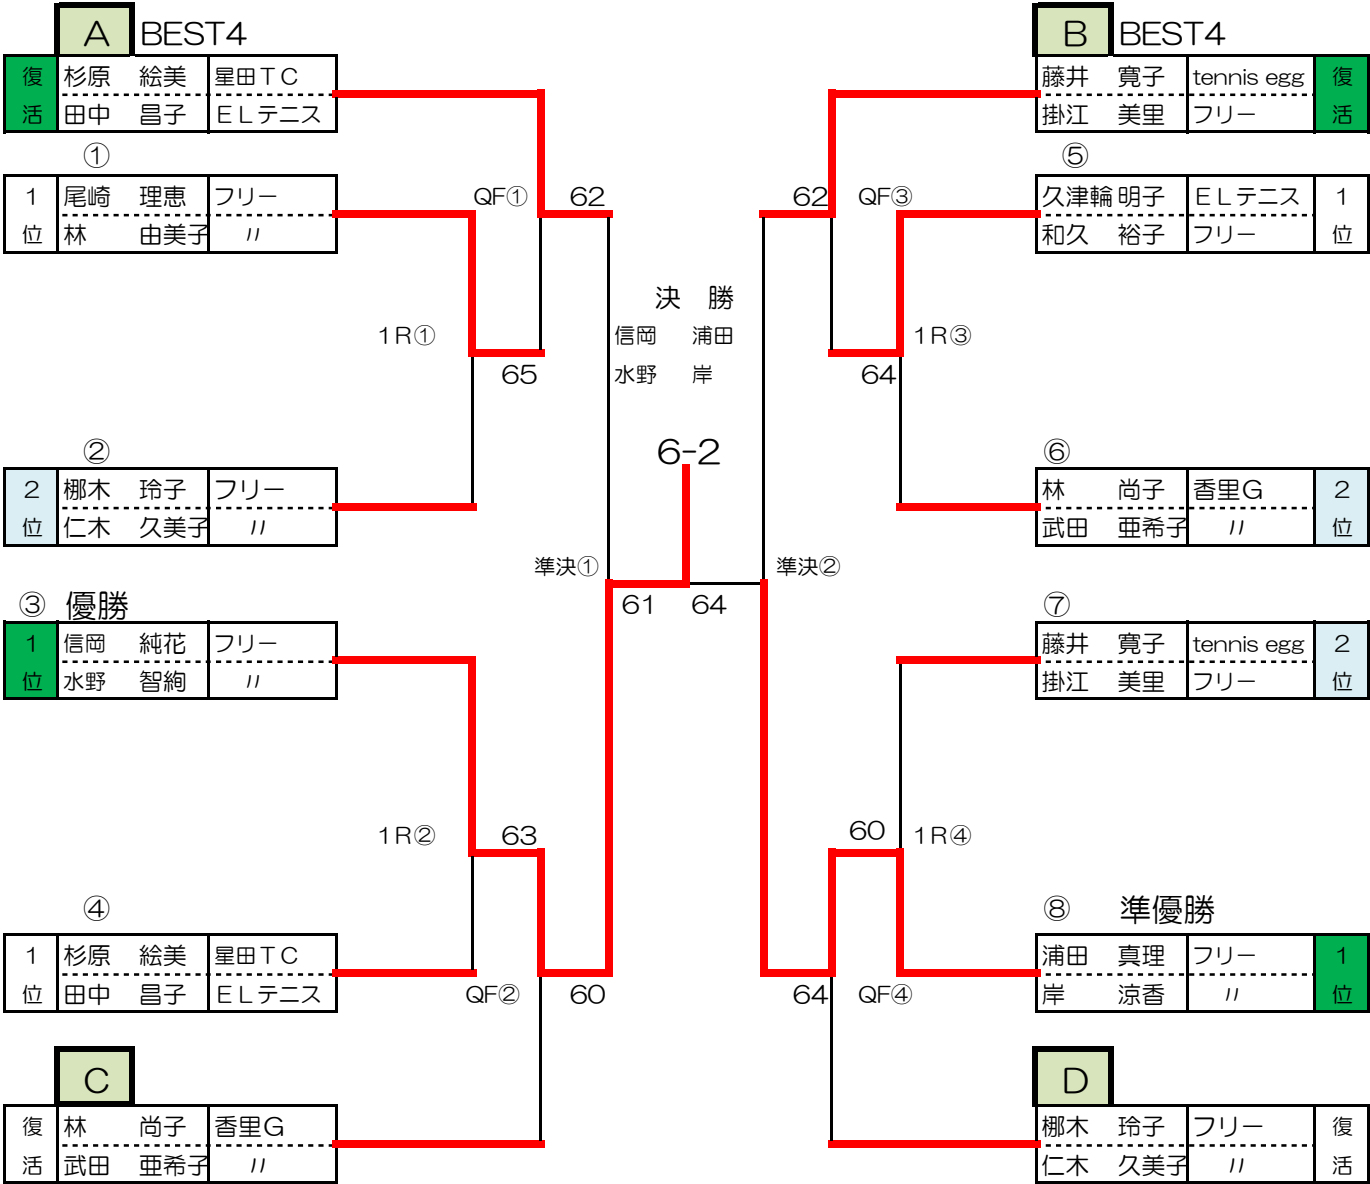 A BEST4
復 杉原 絵美 星田TC
活 田中 昌子 ELテニス
①
1 尾崎 理恵 フリー
位 林 由美子 〃
QF① 62
1R①
65
②
2 梛木 玲子 フリー
位 仁木 久美子 〃
③ 優勝
1 信岡 純花 フリー
位 水野 智絢 〃
1R② 63
④
1 杉原 絵美 星田TC
位 田中 昌子 ELテニス
QF② 60
C
復 林 尚子 香里G
活 武田 亜希子 〃
決 勝
信岡 浦田
水野 岸
6-2
準決① 準決②
61 64
B BEST4
藤井 寛子 tennis egg 復
掛江 美里 フリー 活
⑤
62 QF③
久津輪 明子 ELテニス 1
和久 裕子 フリー 位
1R③
64
⑥
林 尚子 香里G 2
武田 亜希子 〃 位
⑦
藤井 寛子 tennis egg 2
掛江 美里 フリー 位
60 1R④
⑧ 準優勝
浦田 真理 フリー 1
岸 涼香 〃 位
64 QF④
D
梛木 玲子 フリー 復
仁木 久美子 〃 活